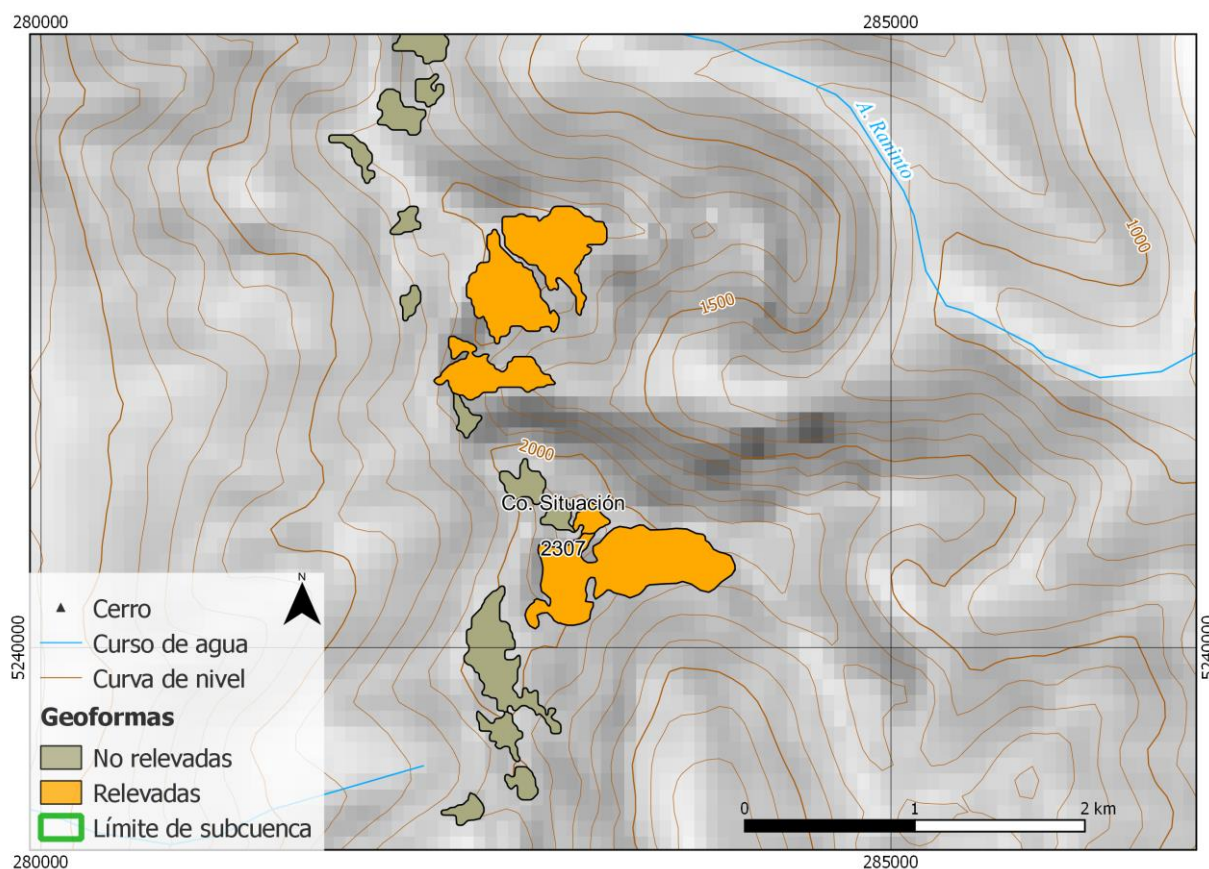 280000
285000
A. Raninto
1000
1500
2000
Co. Situación
2307
5240000
5240000
N
Cerro
Curso de agua
Curva de nivel
Geoformas
No relevadas
Relevadas
Límite de subcuenca
0
1
2 km
280000
285000